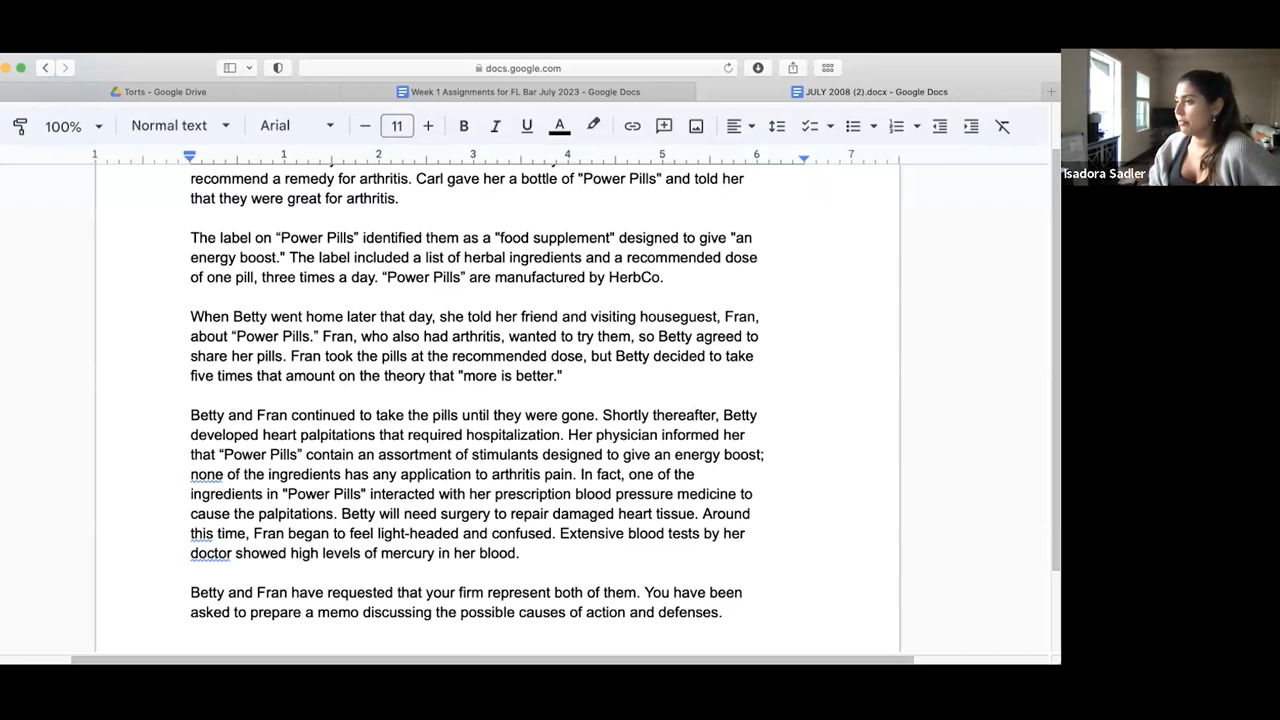 docs.google.com
Torts - Google Drive
Week 1 Assignments for FL Bar July 2023 - Google Docs
JULY 2008 (2).docx - Google Docs
100%
Normal text
Arial
11
B I U A
1 1 2 3 4 5 6 7
Isadora Sadler
recommend a remedy for arthritis. Carl gave her a bottle of "Power Pills" and told her
that they were great for arthritis.
The label on “Power Pills” identified them as a "food supplement" designed to give "an
energy boost." The label included a list of herbal ingredients and a recommended dose
of one pill, three times a day. “Power Pills” are manufactured by HerbCo.
When Betty went home later that day, she told her friend and visiting houseguest, Fran,
about “Power Pills.” Fran, who also had arthritis, wanted to try them, so Betty agreed to
share her pills. Fran took the pills at the recommended dose, but Betty decided to take
five times that amount on the theory that "more is better."
Betty and Fran continued to take the pills until they were gone. Shortly thereafter, Betty
developed heart palpitations that required hospitalization. Her physician informed her
that “Power Pills” contain an assortment of stimulants designed to give an energy boost;
none of the ingredients has any application to arthritis pain. In fact, one of the
ingredients in "Power Pills" interacted with her prescription blood pressure medicine to
cause the palpitations. Betty will need surgery to repair damaged heart tissue. Around
this time, Fran began to feel light-headed and confused. Extensive blood tests by her
doctor showed high levels of mercury in her blood.
Betty and Fran have requested that your firm represent both of them. You have been
asked to prepare a memo discussing the possible causes of action and defenses.